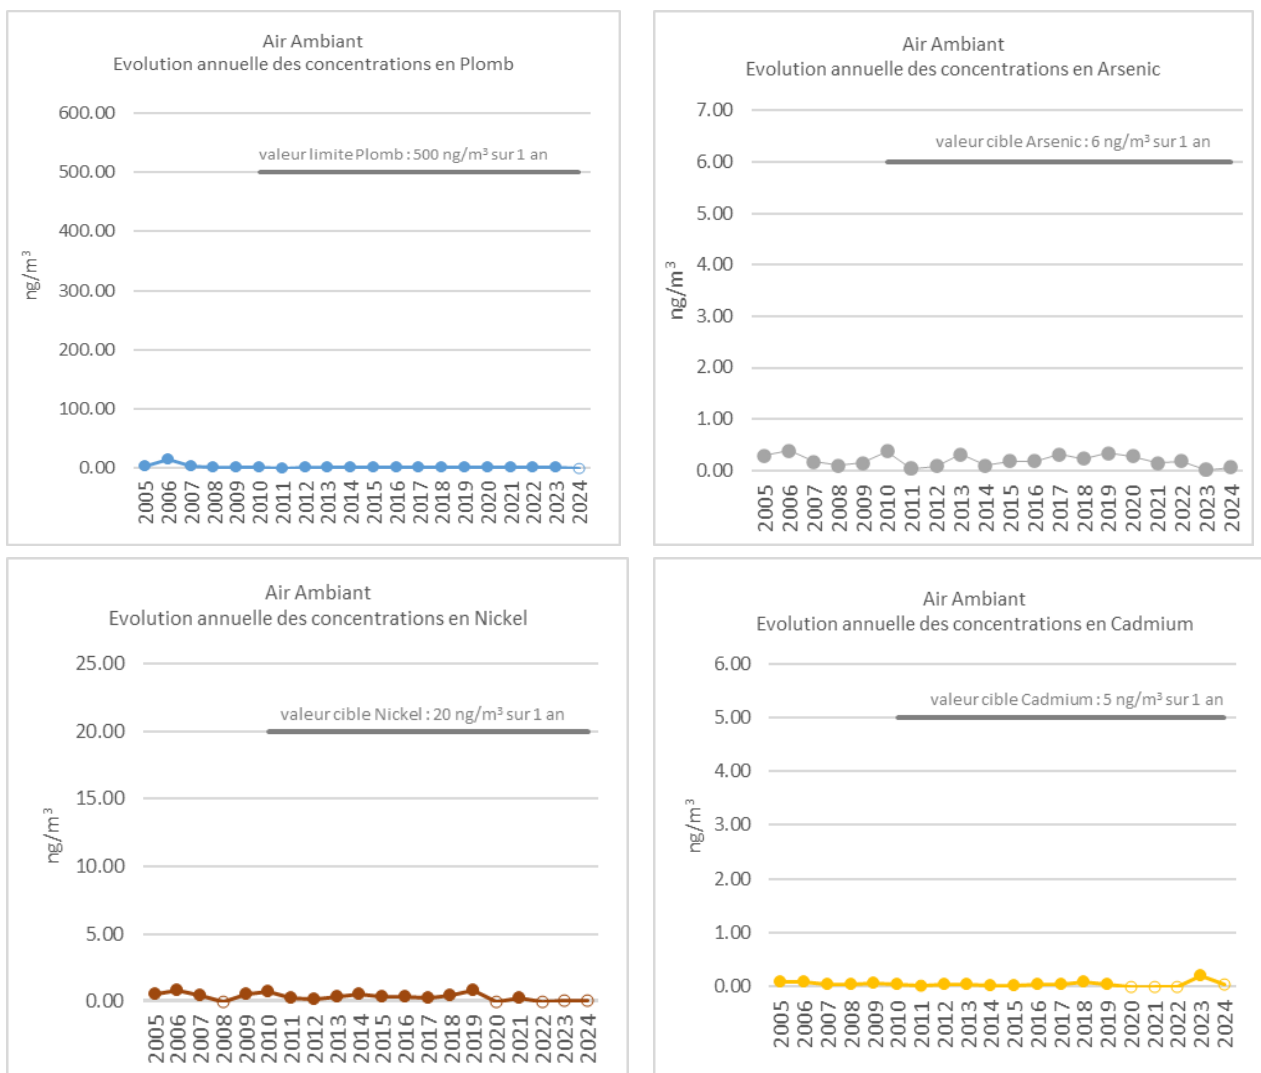 Air Ambiant
Evolution annuelle des concentrations en Plomb
600.00
valeur limite Plomb : 500 ng/m³ sur 1 an
500.00
400.00
ng/m³
300.00
200.00
100.00
0.00
2005 2006 2007 2008 2009 2010 2011 2012 2013 2014 2015 2016 2017 2018 2019 2020 2021 2022 2023 2024
Air Ambiant
Evolution annuelle des concentrations en Arsenic
7.00
valeur cible Arsenic : 6 ng/m³ sur 1 an
6.00
5.00
4.00
ng/m³
3.00
2.00
1.00
0.00
2005 2006 2007 2008 2009 2010 2011 2012 2013 2014 2015 2016 2017 2018 2019 2020 2021 2022 2023 2024
Air Ambiant
Evolution annuelle des concentrations en Nickel
25.00
valeur cible Nickel : 20 ng/m³ sur 1 an
20.00
15.00
ng/m³
10.00
5.00
0.00
2005 2006 2007 2008 2009 2010 2011 2012 2013 2014 2015 2016 2017 2018 2019 2020 2021 2022 2023 2024
Air Ambiant
Evolution annuelle des concentrations en Cadmium
6.00
valeur cible Cadmium : 5 ng/m³ sur 1 an
5.00
4.00
ng/m³
3.00
2.00
1.00
0.00
2005 2006 2007 2008 2009 2010 2011 2012 2013 2014 2015 2016 2017 2018 2019 2020 2021 2022 2023 2024